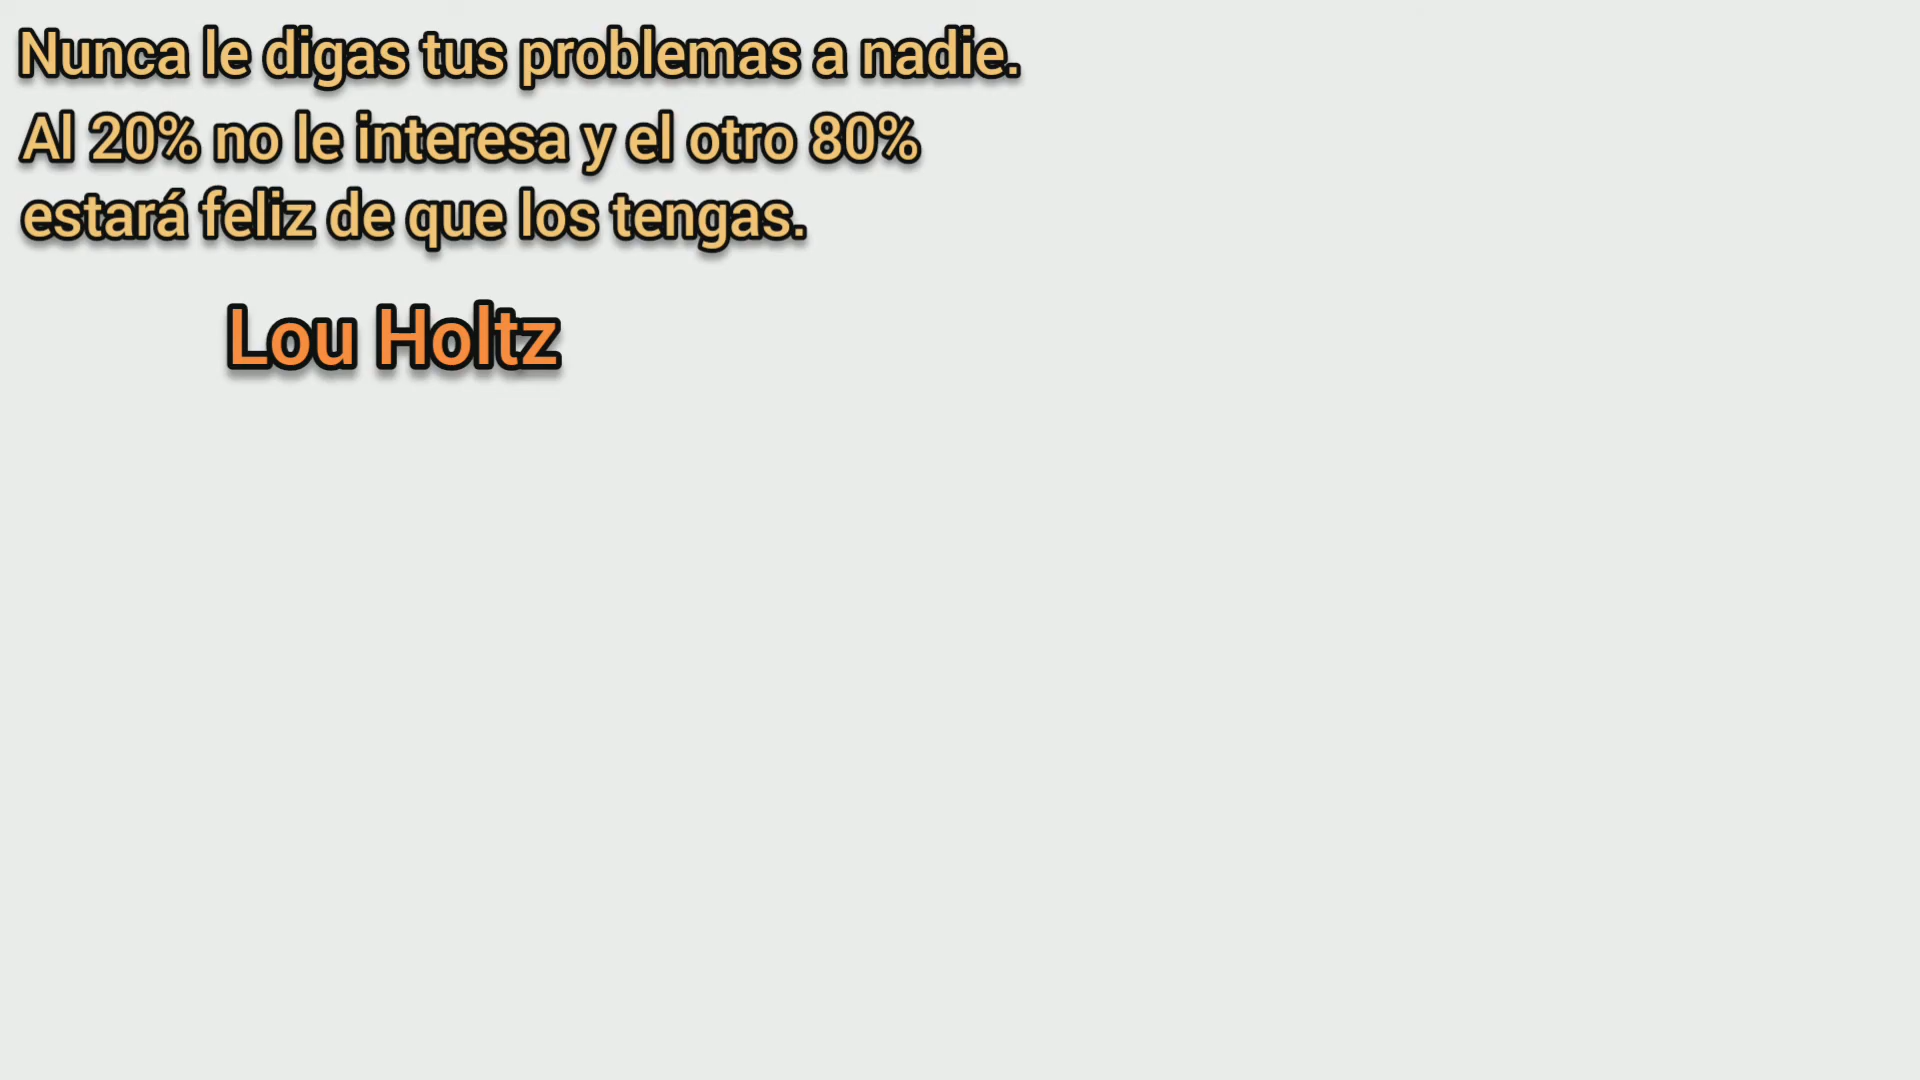 Nunca le digas tus problemas a nadie.
Al 20% no le interesa y el otro 80%
estará feliz de que los tengas.
Lou Holtz